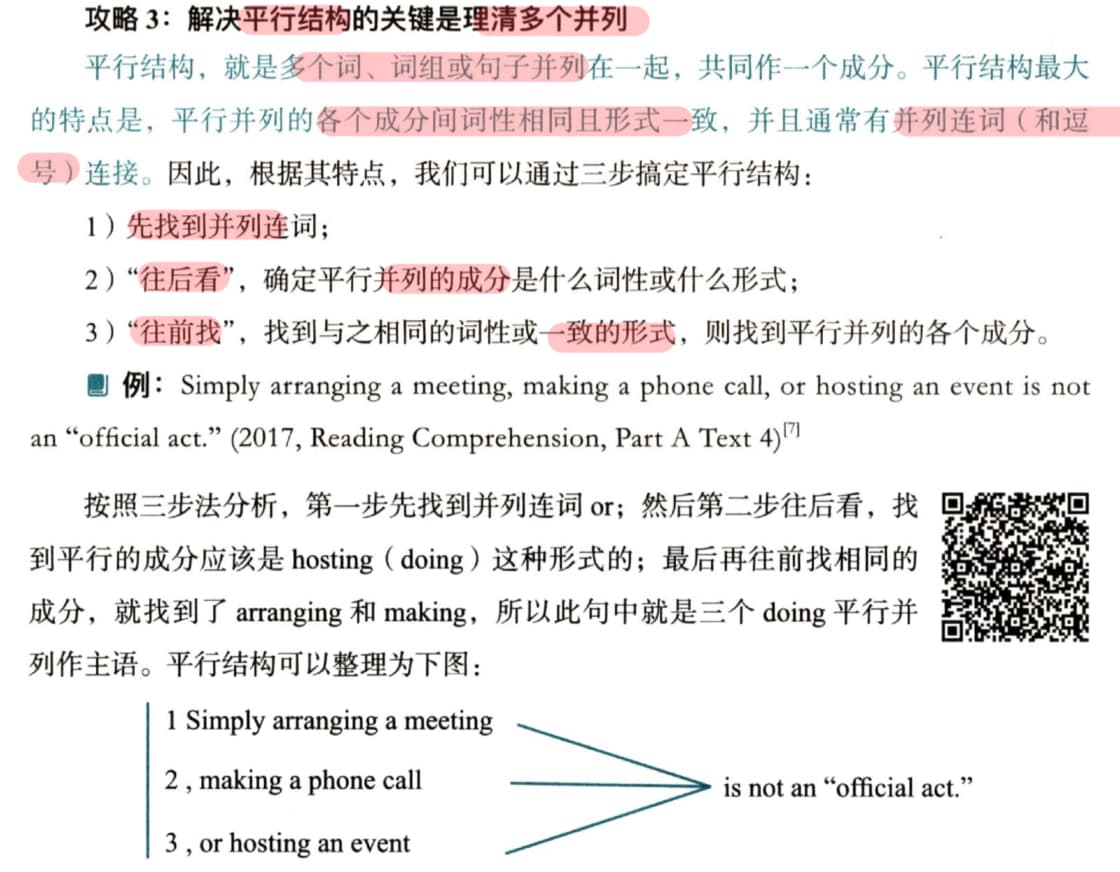 攻略 3：解决平行结构的关键是理清多个并列
平行结构，就是多个词、词组或句子并列在一起，共同作一个成分。平行结构最大
的特点是，平行并列的各个成分间词性相同且形式一致，并且通常有并列连词（和逗
号）连接。因此，根据其特点，我们可以通过三步搞定平行结构：
1）先找到并列连词；
2）“往后看”，确定平行并列的成分是什么词性或什么形式；
3）“往前找”，找到与之相同的词性或一致的形式，则找到平行并列的各个成分。
例：Simply arranging a meeting, making a phone call, or hosting an event is not
an “official act.” (2017, Reading Comprehension, Part A Text 4)[7]
按照三步法分析，第一步先找到并列连词 or；然后第二步往后看，找
到平行的成分应该是 hosting（doing）这种形式的；最后再往前找相同的
成分，就找到了 arranging 和 making，所以此句中就是三个 doing 平行并
列作主语。平行结构可以整理为下图：
1 Simply arranging a meeting
2 , making a phone call
is not an “official act.”
3 , or hosting an event